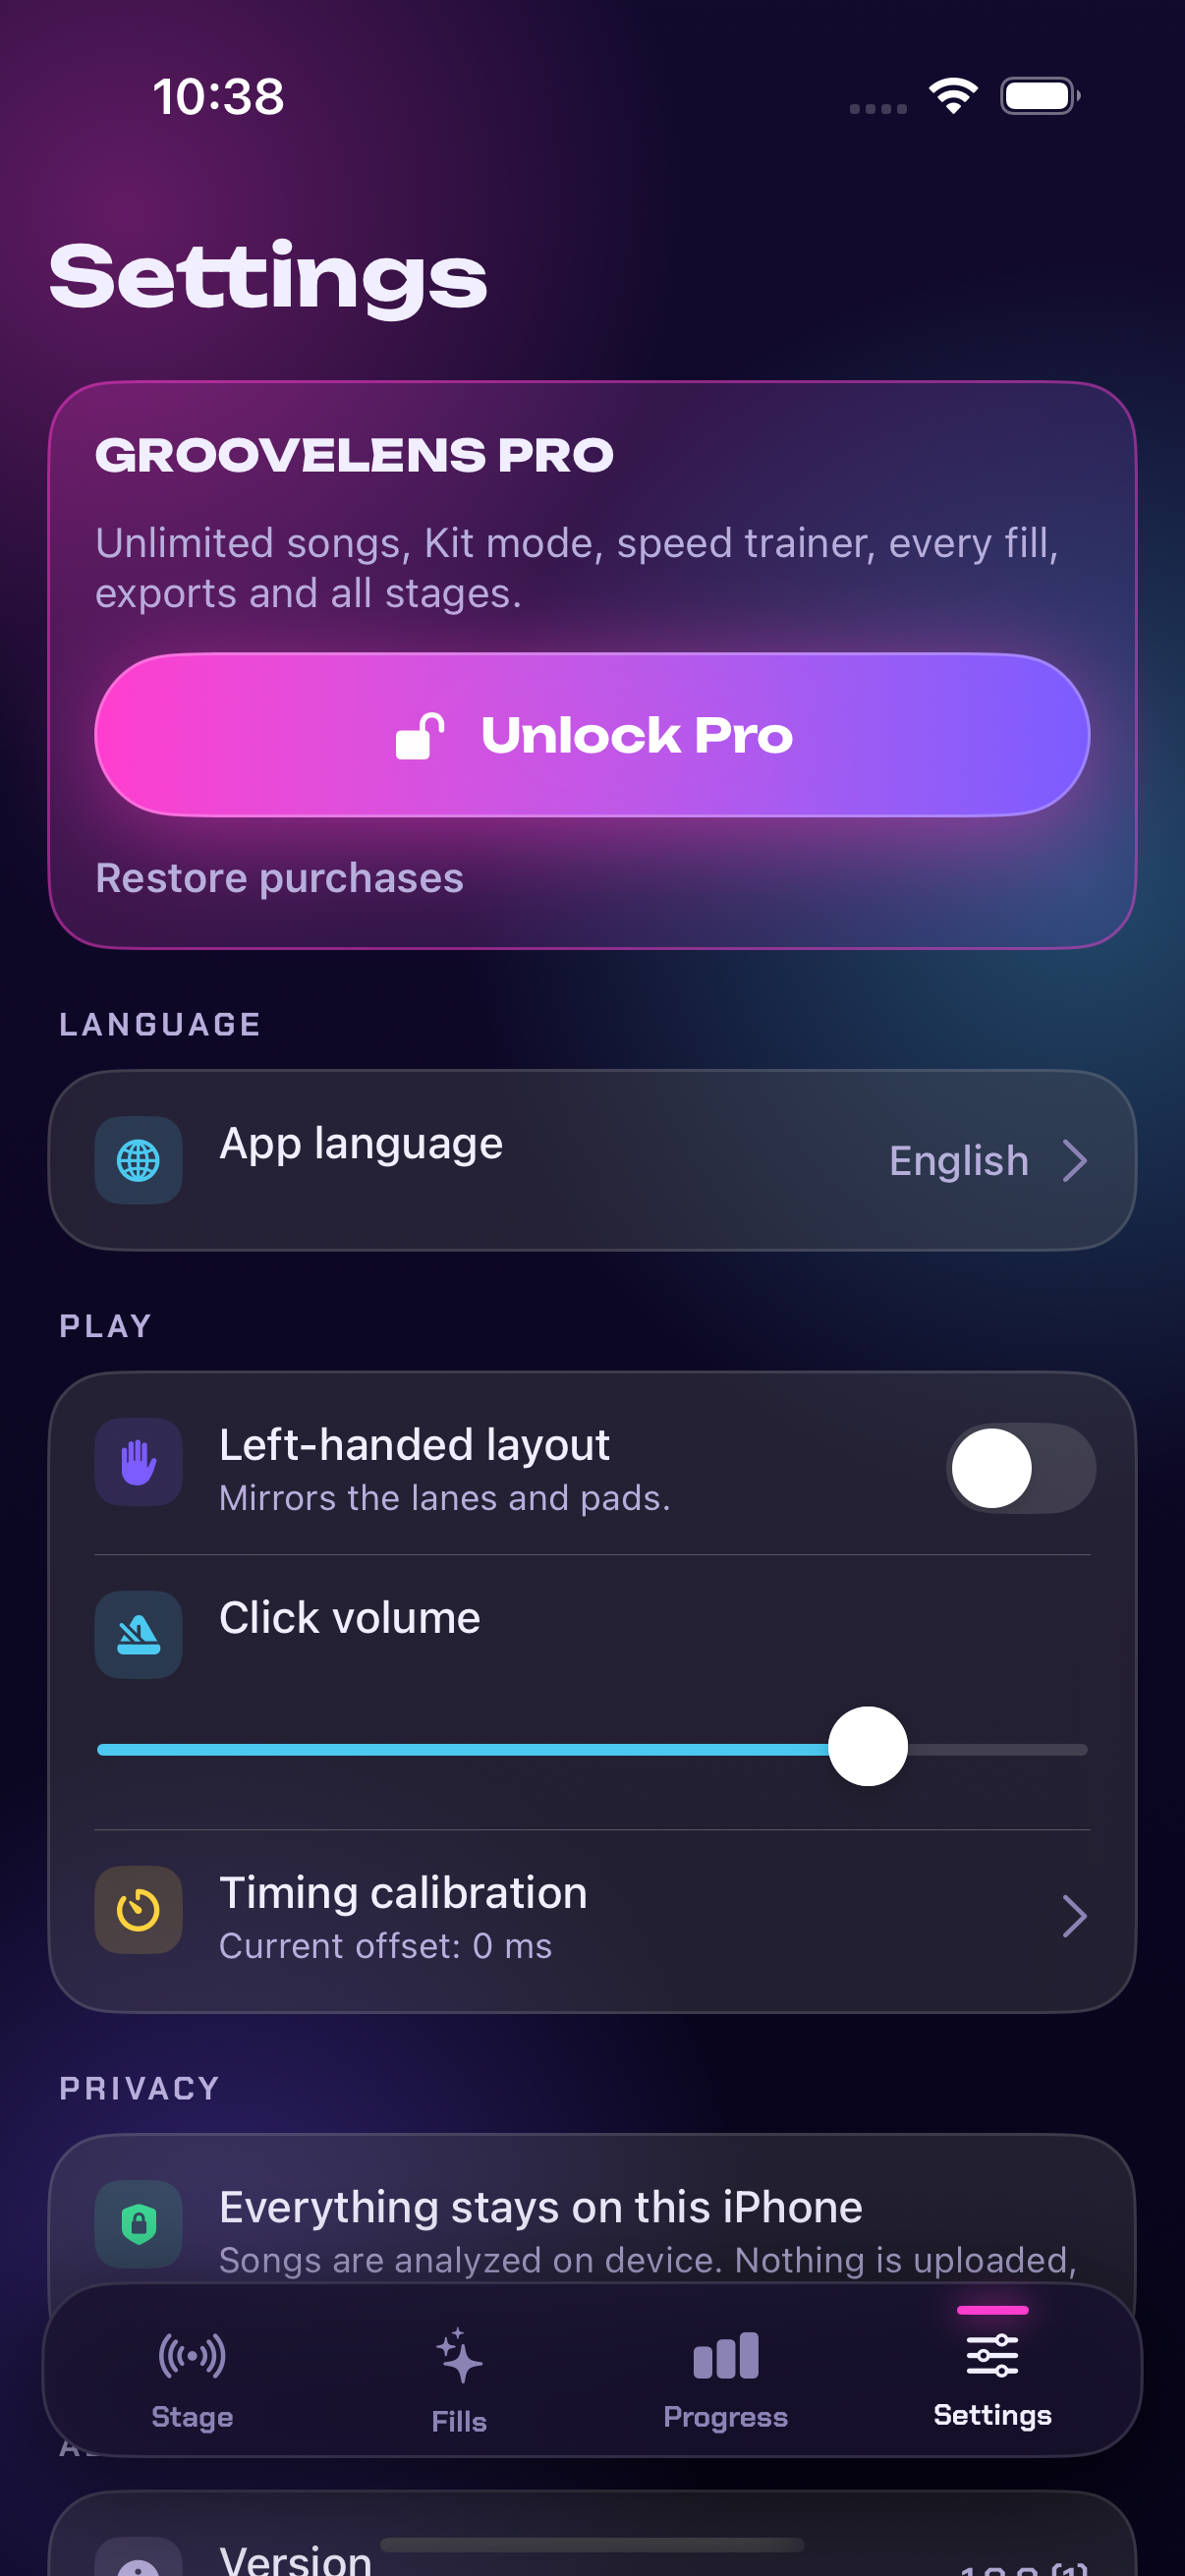 10:38
Settings
GROOVELENS PRO
Unlimited songs, Kit mode, speed trainer, every fill,
exports and all stages.
Unlock Pro
Restore purchases
LANGUAGE
App language
English
PLAY
Left-handed layout
Mirrors the lanes and pads.
Click volume
Timing calibration
Current offset: 0 ms
PRIVACY
Everything stays on this iPhone
Songs are analyzed on device. Nothing is uploaded,
Stage
Fills
Progress
Settings
Version